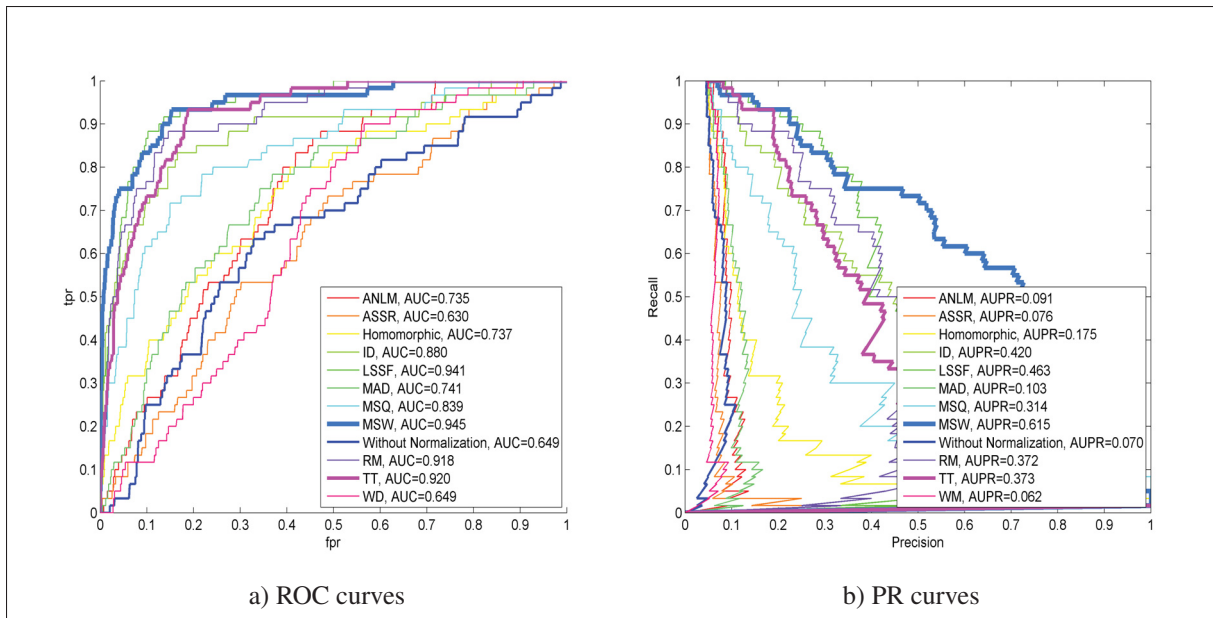 1
0.9
0.8
0.7
0.6
0.5
0.4
0.3
0.2
0.1
0
tpr
0 0.1 0.2 0.3 0.4 0.5 0.6 0.7 0.8 0.9 1
fpr
ANLM, AUC=0.735
ASSR, AUC=0.630
Homomorphic, AUC=0.737
ID, AUC=0.880
LSSF, AUC=0.941
MAD, AUC=0.741
MSQ, AUC=0.839
MSW, AUC=0.945
Without Normalization, AUC=0.649
RM, AUC=0.918
TT, AUC=0.920
WD, AUC=0.649
a) ROC curves
1
0.9
0.8
0.7
0.6
0.5
0.4
0.3
0.2
0.1
0
Recall
0 0.1 0.2 0.3 0.4 0.5 0.6 0.7 0.8 0.9 1
Precision
ANLM, AUPR=0.091
ASSR, AUPR=0.076
Homomorphic, AUPR=0.175
ID, AUPR=0.420
LSSF, AUPR=0.463
MAD, AUPR=0.103
MSQ, AUPR=0.314
MSW, AUPR=0.615
Without Normalization, AUPR=0.070
RM, AUPR=0.372
TT, AUPR=0.373
WM, AUPR=0.062
b) PR curves